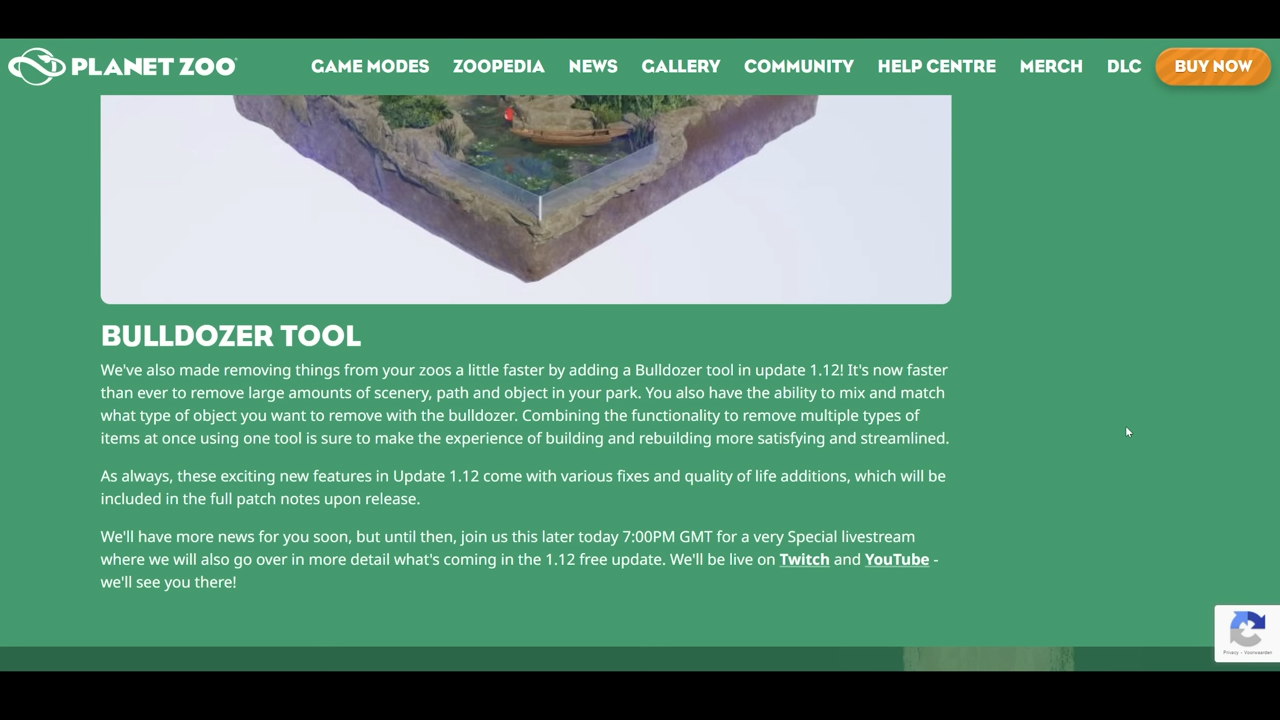 PLANET ZOO
GAME MODES ZOOPEDIA NEWS GALLERY COMMUNITY HELP CENTRE MERCH DLC BUY NOW
BULLDOZER TOOL
We've also made removing things from your zoos a little faster by adding a Bulldozer tool in update 1.12! It's now faster
than ever to remove large amounts of scenery, path and object in your park. You also have the ability to mix and match
what type of object you want to remove with the bulldozer. Combining the functionality to remove multiple types of
items at once using one tool is sure to make the experience of building and rebuilding more satisfying and streamlined.
As always, these exciting new features in Update 1.12 come with various fixes and quality of life additions, which will be
included in the full patch notes upon release.
We'll have more news for you soon, but until then, join us this later today 7:00PM GMT for a very Special livestream
where we will also go over in more detail what's coming in the 1.12 free update. We'll be live on Twitch and YouTube -
we'll see you there!
Privacy - Voorwaarden